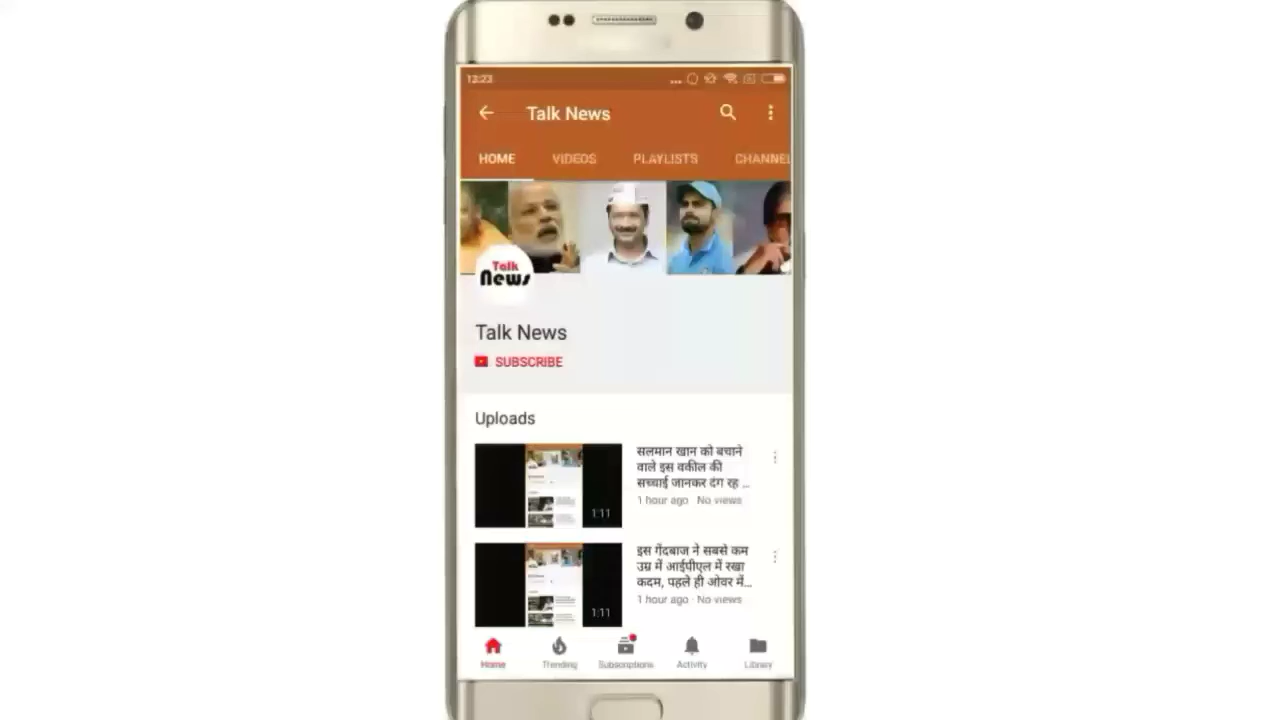 12:23
Talk News
HOME VIDEOS PLAYLISTS CHANNEL
Talk
News
Talk News
SUBSCRIBE
Uploads
सलमान खान को बचाने
वाले इस वकील की
सच्चाई जानकर दंग रह ...
1 hour ago · No views
1:11
इस गेंदबाज ने सबसे कम
उम्र में आईपीएल में रखा
कदम, पहले ही ओवर में...
1 hour ago · No views
1:11
Home Trending Subscriptions Activity Library